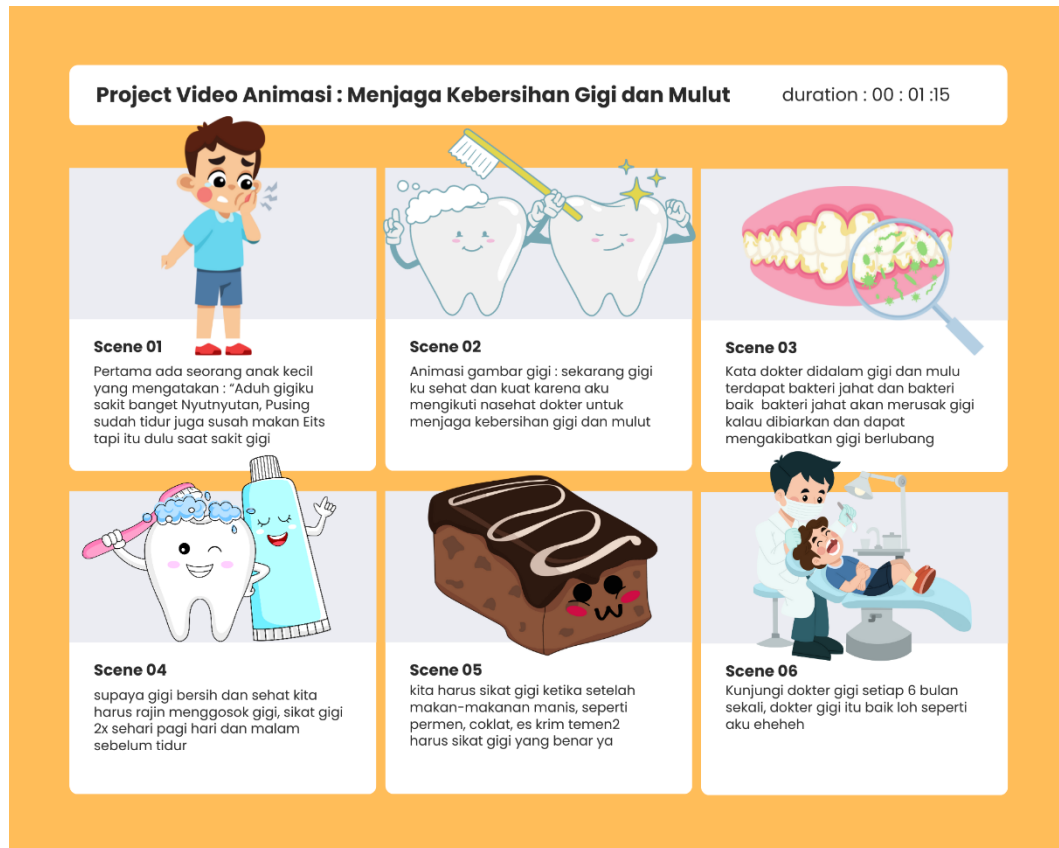 Project Video Animasi : Menjaga Kebersihan Gigi dan Mulut
duration : 00 : 01 :15
Scene 01
Pertama ada seorang anak kecil
yang mengatakan : “Aduh gigiku
sakit banget Nyutnyutan, Pusing
sudah tidur juga susah makan Eits
tapi itu dulu saat sakit gigi
Scene 02
Animasi gambar gigi : sekarang gigi
ku sehat dan kuat karena aku
mengikuti nasehat dokter untuk
menjaga kebersihan gigi dan mulut
Scene 03
Kata dokter didalam gigi dan mulu
terdapat bakteri jahat dan bakteri
baik  bakteri jahat akan merusak gigi
kalau dibiarkan dan dapat
mengakibatkan gigi berlubang
Scene 04
supaya gigi bersih dan sehat kita
harus rajin menggosok gigi, sikat gigi
2x sehari pagi hari dan malam
sebelum tidur
Scene 05
kita harus sikat gigi ketika setelah
makan-makanan manis, seperti
permen, coklat, es krim temen2
harus sikat gigi yang benar ya
Scene 06
Kunjungi dokter gigi setiap 6 bulan
sekali, dokter gigi itu baik loh seperti
aku eheheh